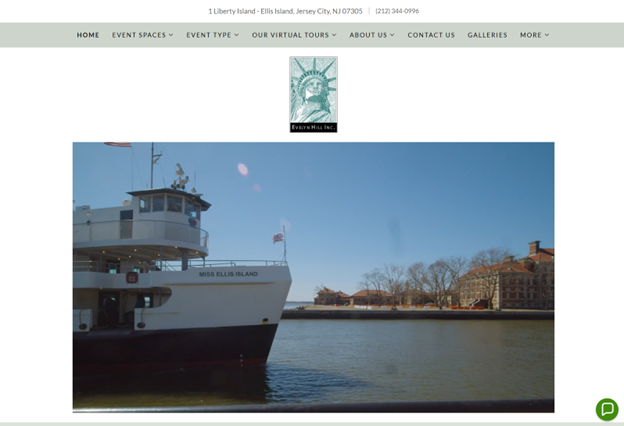 1 Liberty Island - Ellis Island, Jersey City, NJ 07305 | (212) 344-0996
HOME EVENT SPACES EVENT TYPE OUR VIRTUAL TOURS ABOUT US CONTACT US GALLERIES MORE
EVELYN HILL INC.
MISS ELLIS ISLAND